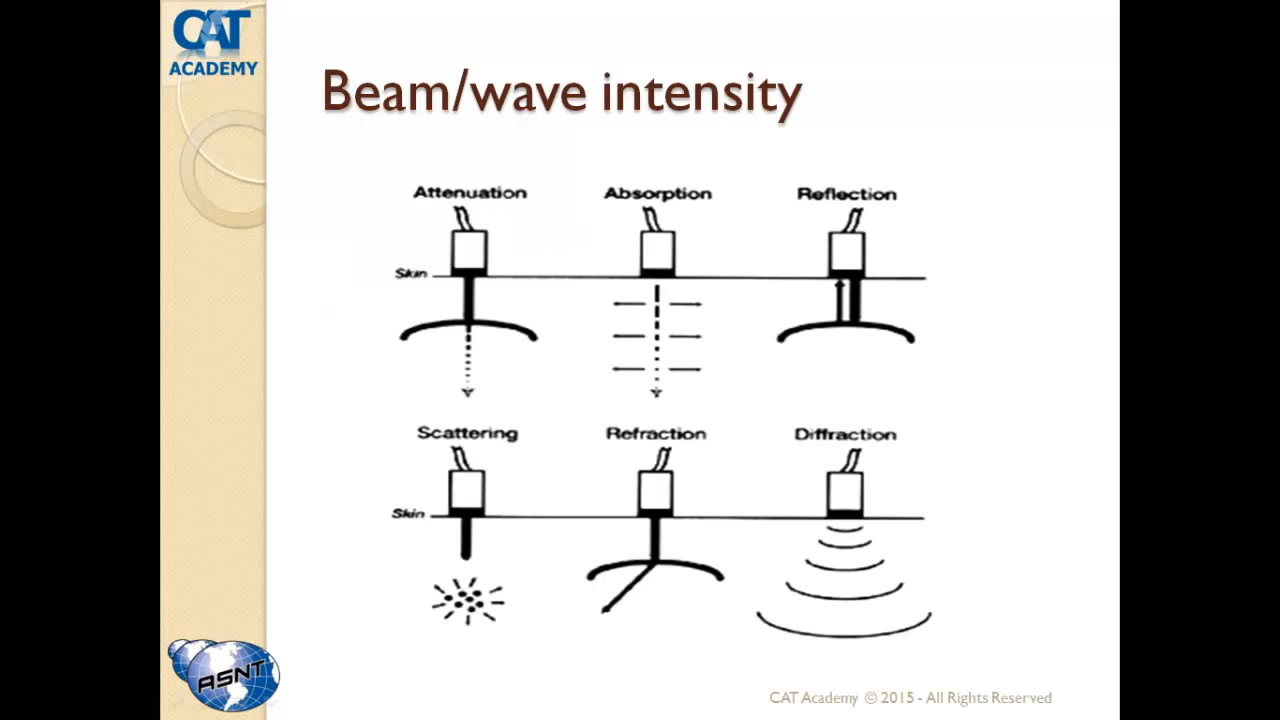 CAT
ACADEMY
Beam/wave intensity
Attenuation
Absorption
Reflection
Skin
Scattering
Refraction
Diffraction
Skin
ASNT
CAT Academy © 2015 - All Rights Reserved